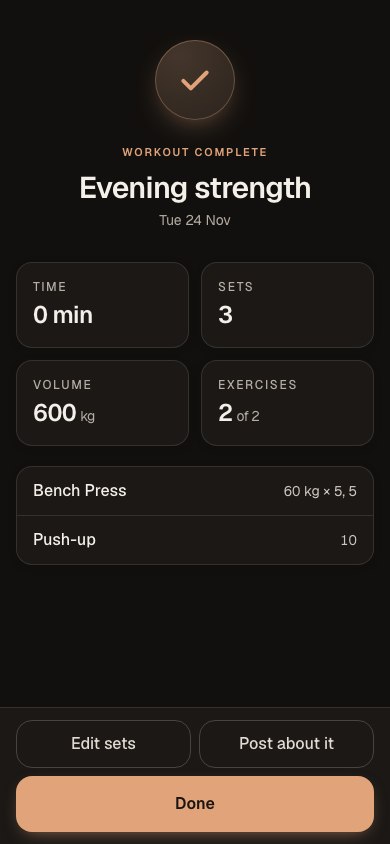 WORKOUT COMPLETE
Evening strength
Tue 24 Nov
TIME
0 min
SETS
3
VOLUME
600 kg
EXERCISES
2 of 2
Bench Press 60 kg × 5, 5
Push-up 10
Edit sets
Post about it
Done